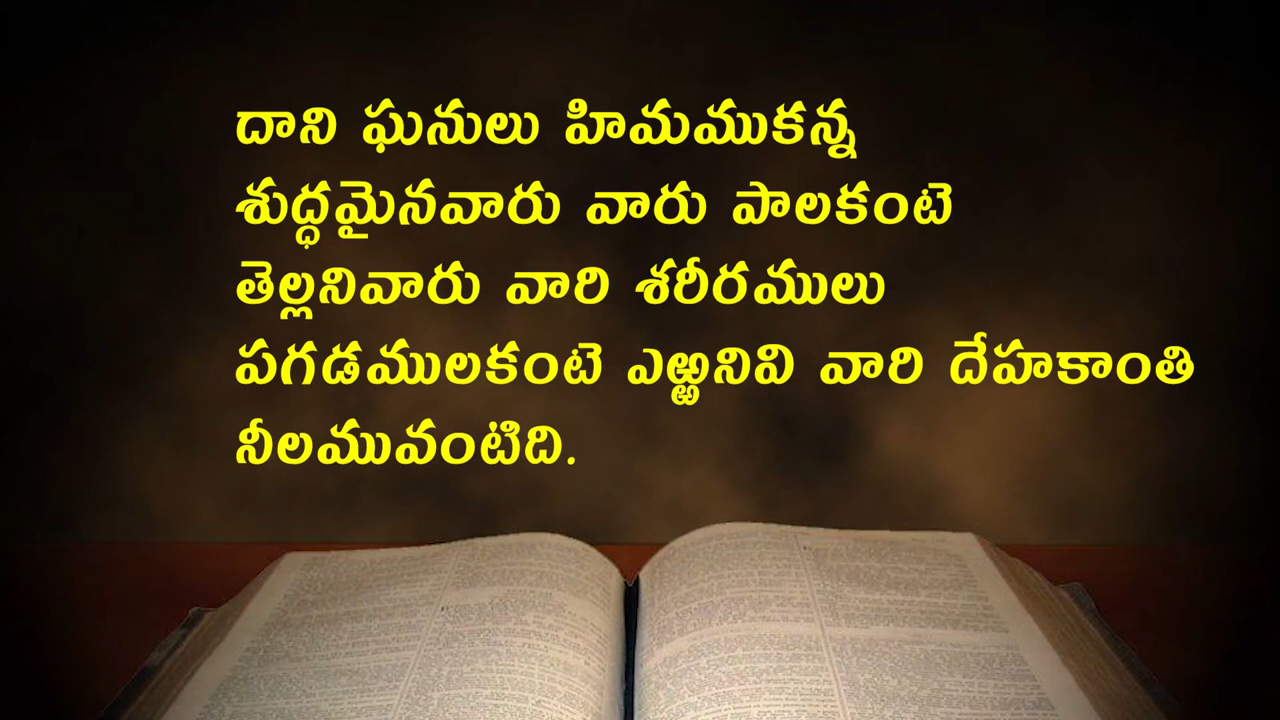 దాని ఘనులు హిమముకన్న
శుద్ధమైనవారు వారు పాలకంటె
తెల్లనివారు వారి శరీరములు
పగడములకంటె ఎఱ్ఱనివి వారి దేహకాంతి
నీలమువంటిది.